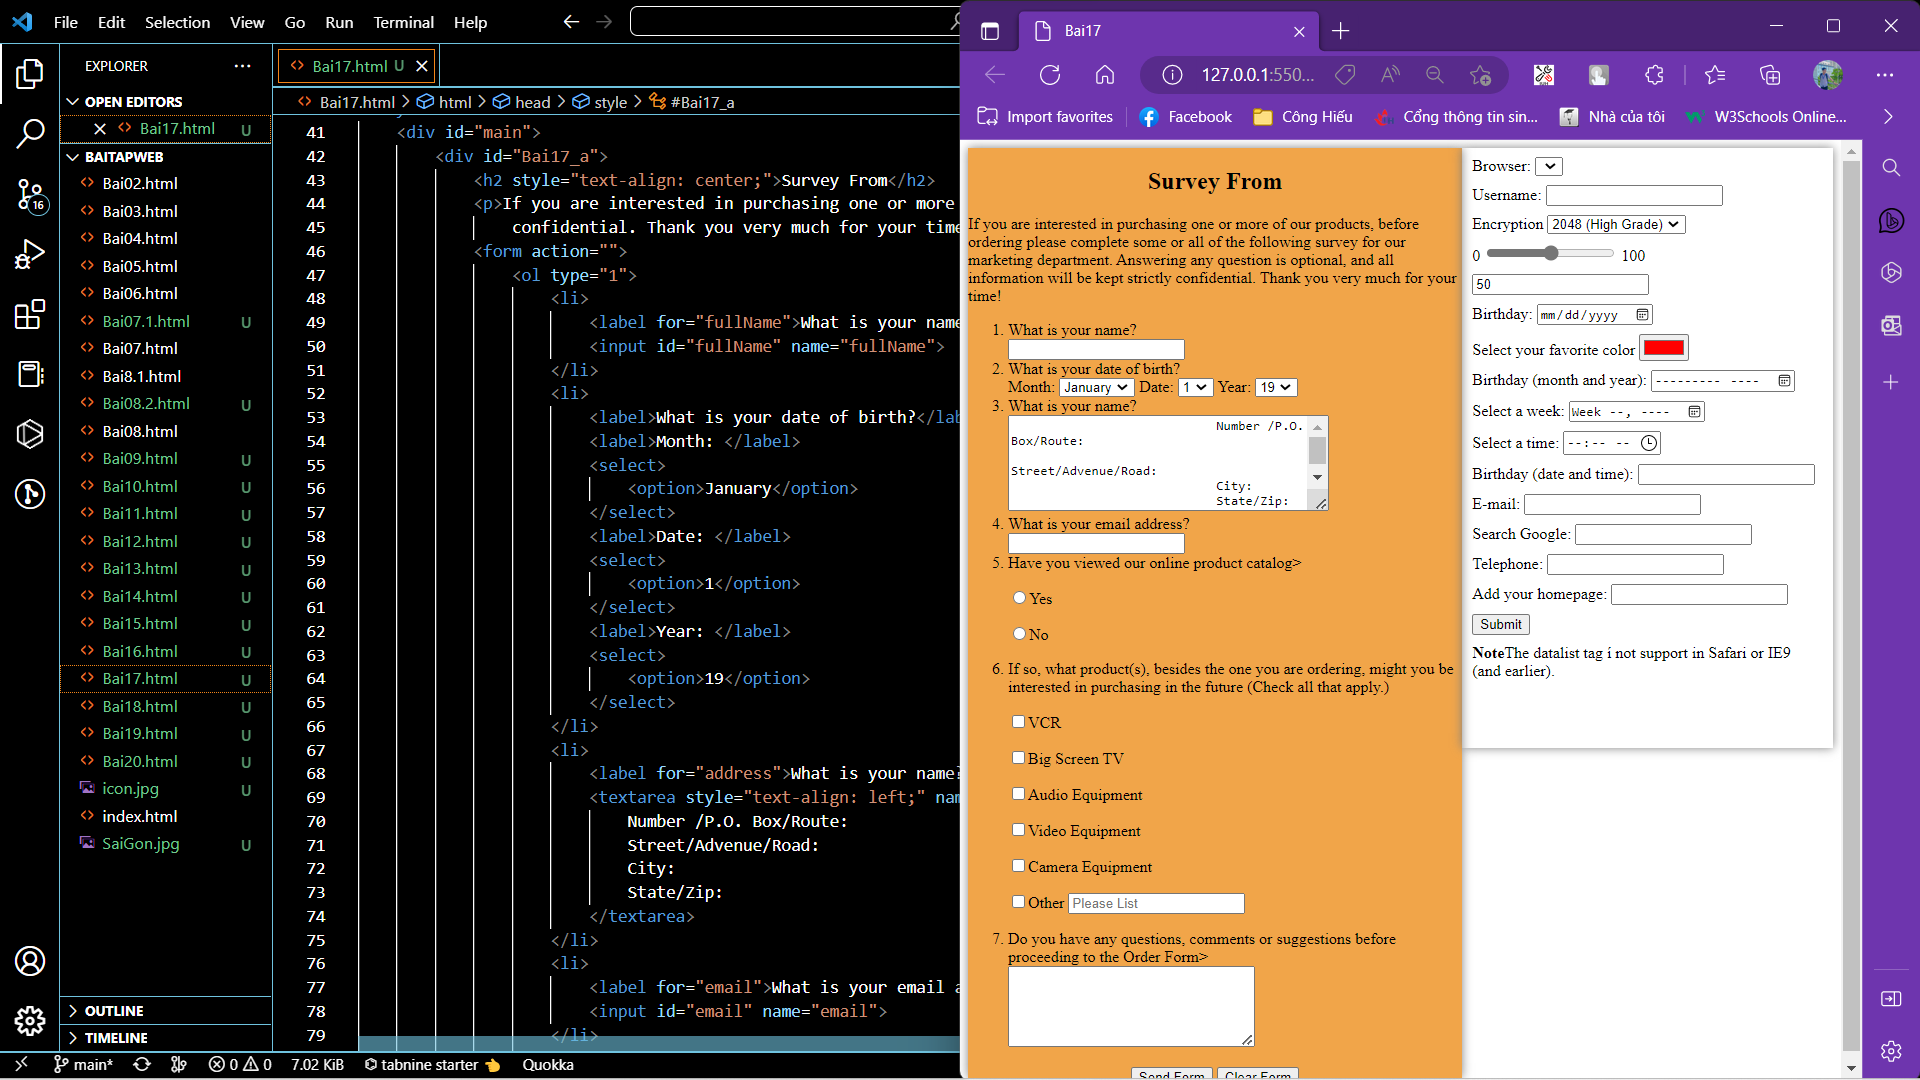 File Edit Selection View Go Run Terminal Help
EXPLORER
OPEN EDITORS
Bai17.html U
BAITAPWEB
Bai02.html
Bai03.html
Bai04.html
Bai05.html
Bai06.html
Bai07.1.html U
Bai07.html
Bai8.1.html
Bai08.2.html U
Bai08.html
Bai09.html U
Bai10.html U
Bai11.html U
Bai12.html U
Bai13.html U
Bai14.html U
Bai15.html U
Bai16.html U
Bai17.html U
Bai18.html U
Bai19.html U
Bai20.html U
icon.jpg U
index.html
SaiGon.jpg U
OUTLINE
TIMELINE
16
Bai17.html U
Bai17.html > html > head > style > #Bai17_a
41 <div id="main">
42 <div id="Bai17_a">
43 <h2 style="text-align: center;">Survey From</h2>
44 <p>If you are interested in purchasing one or more
45 confidential. Thank you very much for your time
46 <form action="">
47 <ol type="1">
48 <li>
49 <label for="fullName">What is your name
50 <input id="fullName" name="fullName">
51 </li>
52 <li>
53 <label>What is your date of birth?</la
54 <label>Month: </label>
55 <select>
56 <option>January</option>
57 </select>
58 <label>Date: </label>
59 <select>
60 <option>1</option>
61 </select>
62 <label>Year: </label>
63 <select>
64 <option>19</option>
65 </select>
66 </li>
67 <li>
68 <label for="address">What is your name?
69 <textarea style="text-align: left;" nam
70 Number /P.O. Box/Route:
71 Street/Advenue/Road:
72 City:
73 State/Zip:
74 </textarea>
75 </li>
76 <li>
77 <label for="email">What is your email a
78 <input id="email" name="email">
79 </li>
main* 0 0 7.02 KiB tabnine starter Quokka
Bai17
127.0.0.1:550...
Import favorites Facebook Công Hiếu Cổng thông tin sin... Nhà của tôi W3Schools Online...
Survey From
If you are interested in purchasing one or more of our products, before
ordering please complete some or all of the following survey for our
marketing department. Answering any question is optional, and all
information will be kept strictly confidential. Thank you very much for your
time!
1. What is your name?
2. What is your date of birth?
Month: January Date: 1 Year: 19
3. What is your name?
Number /P.O.
Box/Route:
Street/Advenue/Road:
City:
State/Zip:
4. What is your email address?
5. Have you viewed our online product catalog>
Yes
No
6. If so, what product(s), besides the one you are ordering, might you be
interested in purchasing in the future (Check all that apply.)
VCR
Big Screen TV
Audio Equipment
Video Equipment
Camera Equipment
Other Please List
7. Do you have any questions, comments or suggestions before
proceeding to the Order Form>
Send Form Clear Form
Browser:
Username:
Encryption 2048 (High Grade)
0 100
50
Birthday: mm/dd/yyyy
Select your favorite color
Birthday (month and year): --------- ----
Select a week: Week --, ----
Select a time: --:-- --
Birthday (date and time):
E-mail:
Search Google:
Telephone:
Add your homepage:
Submit
NoteThe datalist tag í not support in Safari or IE9
(and earlier).